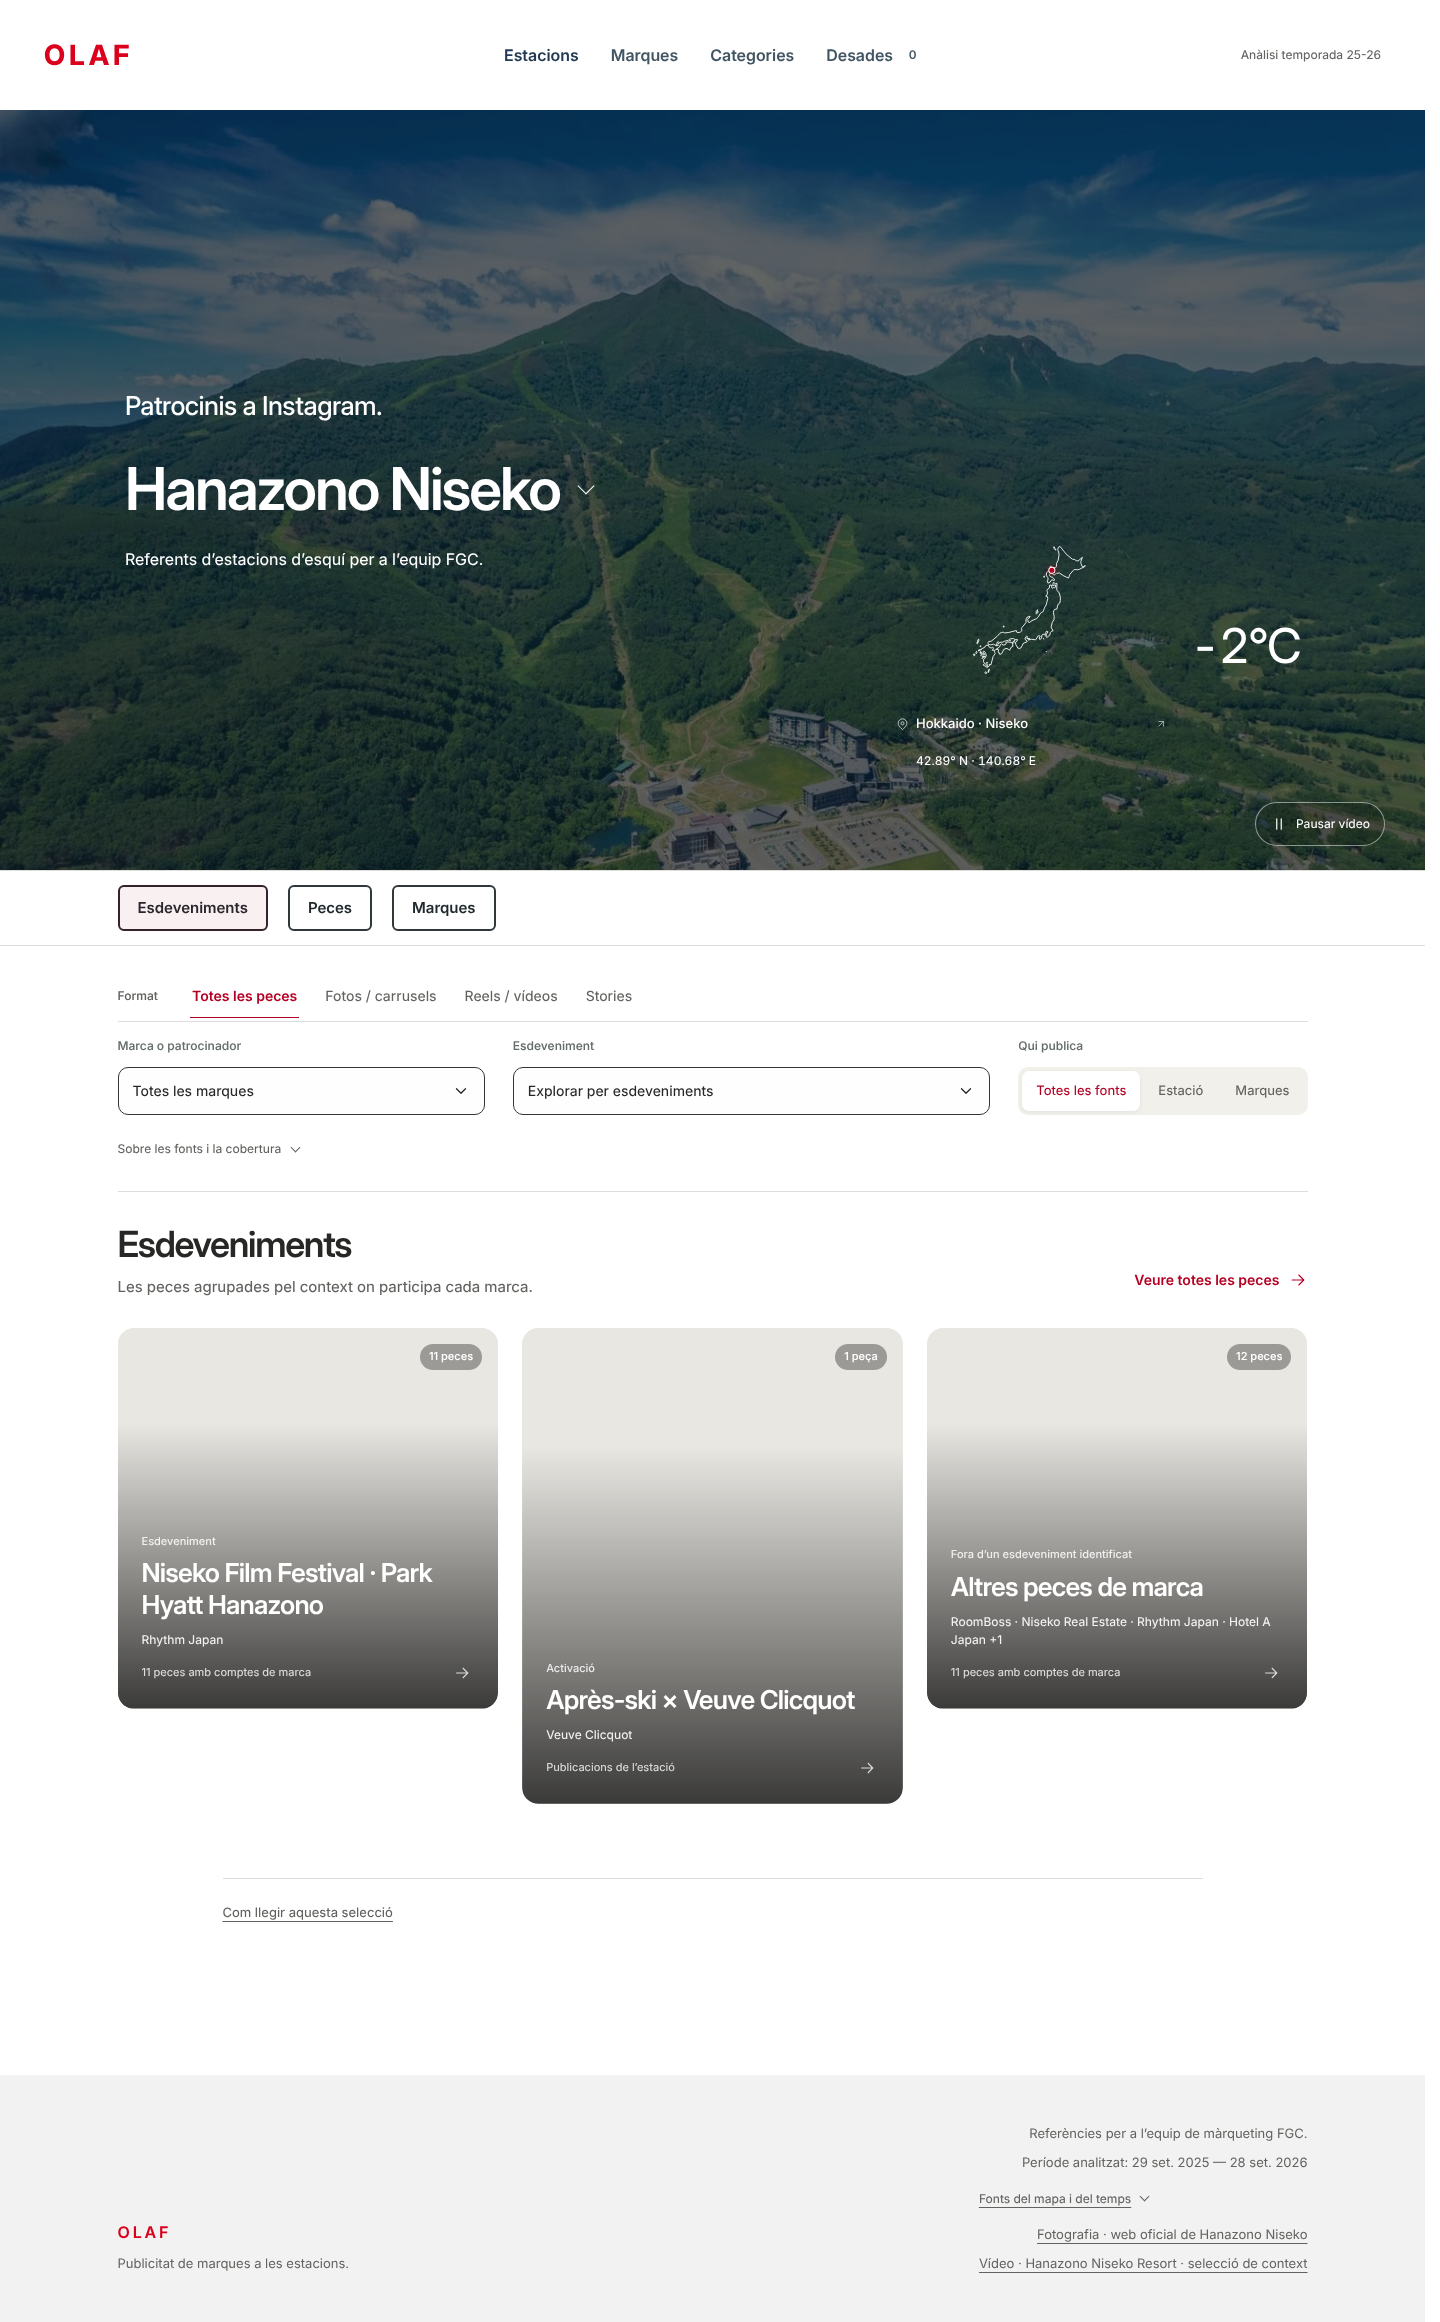 OLAF
Estacions
Marques
Categories
Desades 0
Anàlisi temporada 25-26
Patrocinis a Instagram.
Hanazono Niseko
Referents d’estacions d’esquí per a l’equip FGC.
-2°C
Hokkaido · Niseko
42.89° N · 140.68° E
Pausar vídeo
Esdeveniments
Peces
Marques
Format
Totes les peces
Fotos / carrusels
Reels / vídeos
Stories
Marca o patrocinador
Totes les marques
Esdeveniment
Explorar per esdeveniments
Qui publica
Totes les fonts
Estació
Marques
Sobre les fonts i la cobertura
Esdeveniments
Les peces agrupades pel context on participa cada marca.
Veure totes les peces
11 peces
Esdeveniment
Niseko Film Festival · Park
Hyatt Hanazono
Rhythm Japan
11 peces amb comptes de marca
1 peça
Activació
Après-ski × Veuve Clicquot
Veuve Clicquot
Publicacions de l’estació
12 peces
Fora d’un esdeveniment identificat
Altres peces de marca
RoomBoss · Niseko Real Estate · Rhythm Japan · Hotel A
Japan +1
11 peces amb comptes de marca
Com llegir aquesta selecció
OLAF
Publicitat de marques a les estacions.
Referències per a l’equip de màrqueting FGC.
Període analitzat: 29 set. 2025 — 28 set. 2026
Fonts del mapa i del temps
Fotografia · web oficial de Hanazono Niseko
Vídeo · Hanazono Niseko Resort · selecció de context